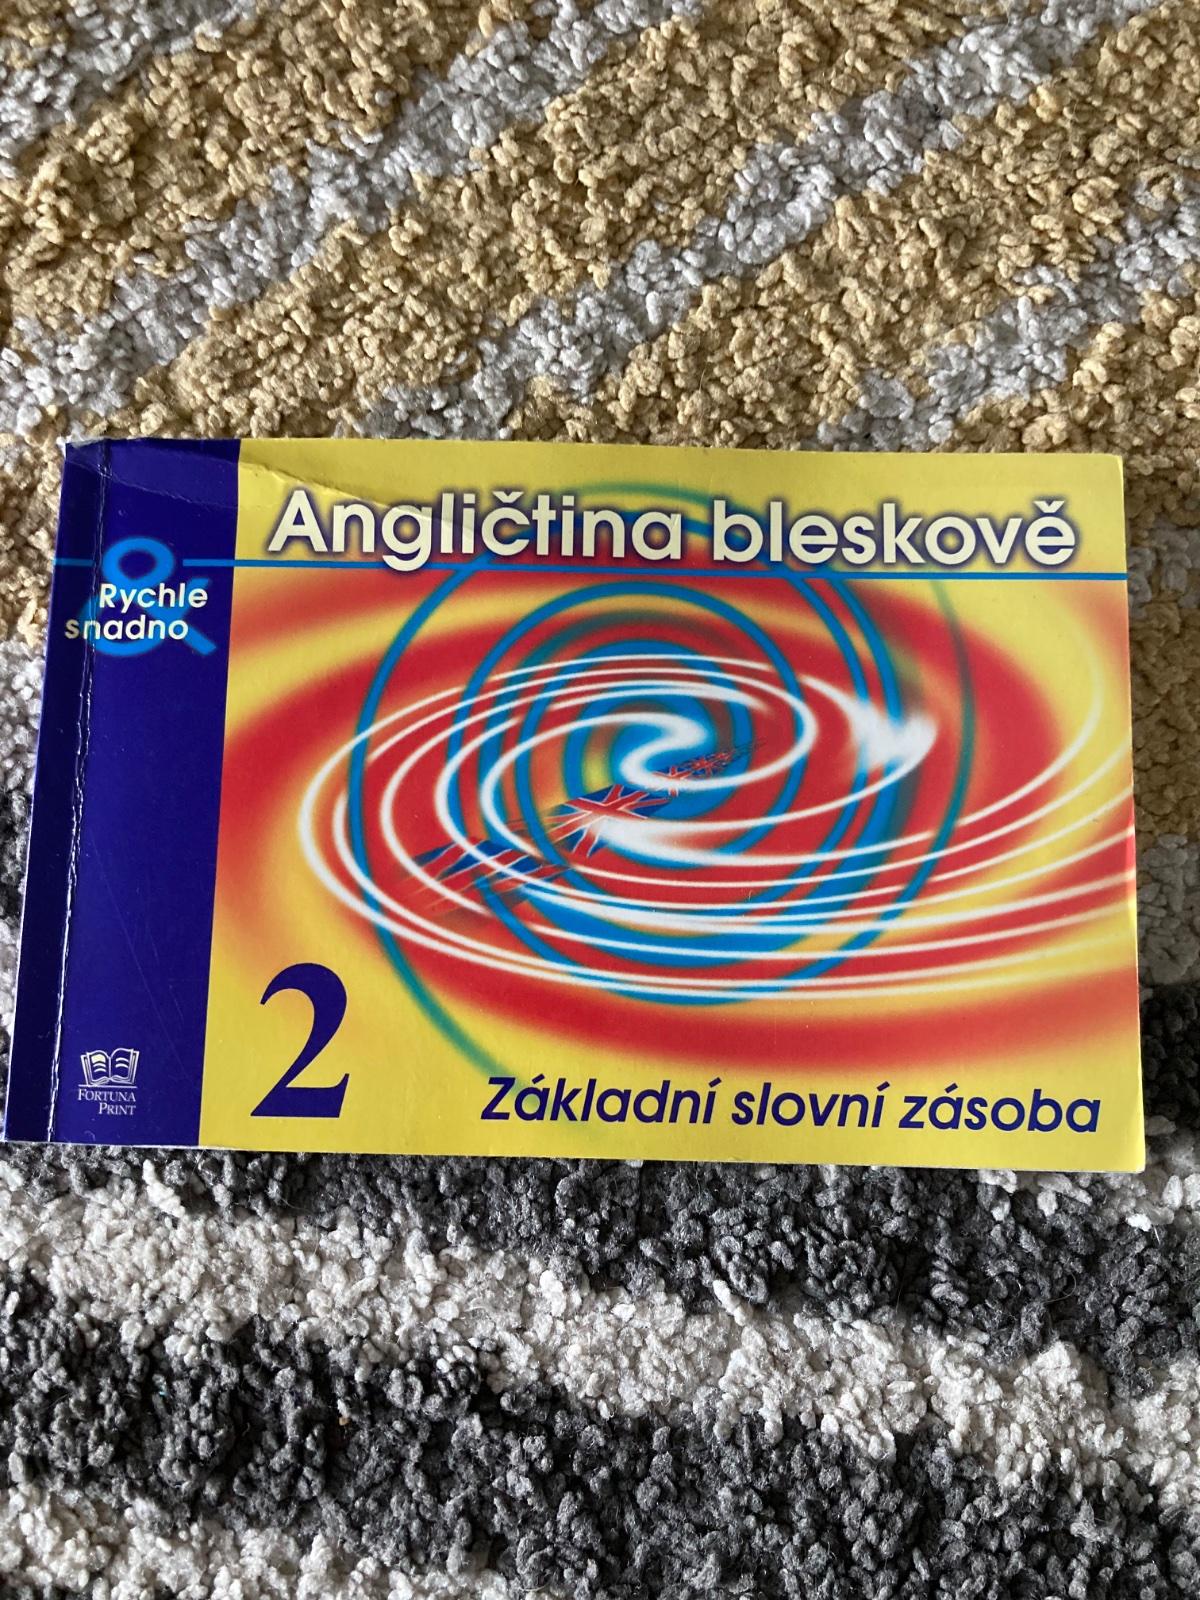 Angličtina bleskově
&
Rychle
snadno
2
Základní slovní zásoba
FORTUNA
PRINT